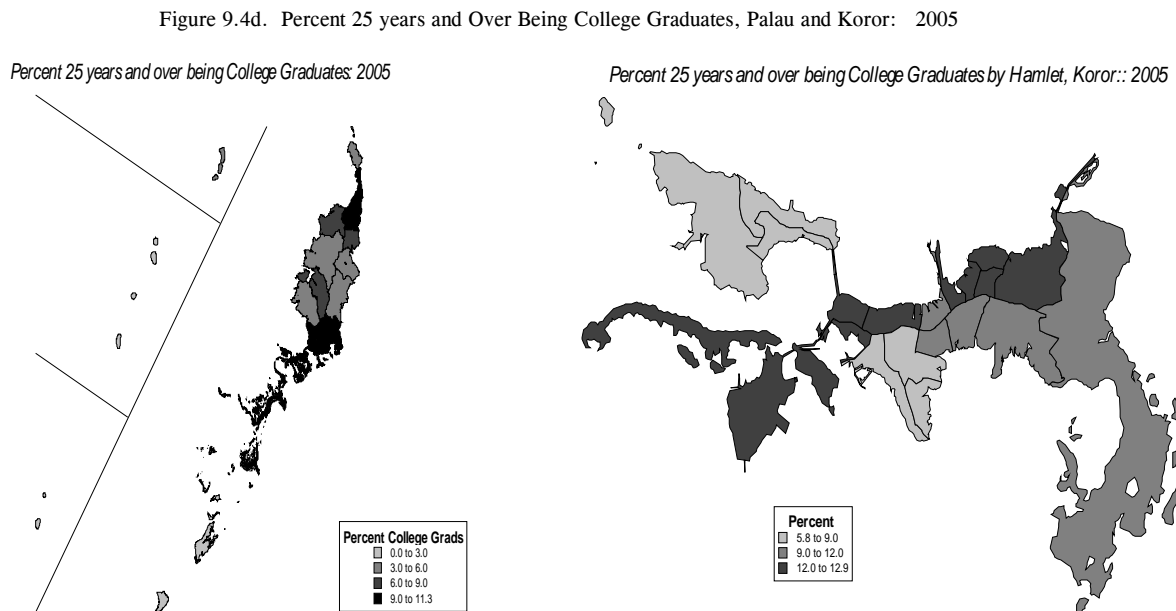 Figure 9.4d. Percent 25 years and Over Being College Graduates, Palau and Koror: 2005
Percent 25 years and over being College Graduates: 2005
Percent College Grads
0.0 to 3.0
3.0 to 6.0
6.0 to 9.0
9.0 to 11.3
Percent 25 years and over being College Graduates by Hamlet, Koror:: 2005
Percent
5.8 to 9.0
9.0 to 12.0
12.0 to 12.9